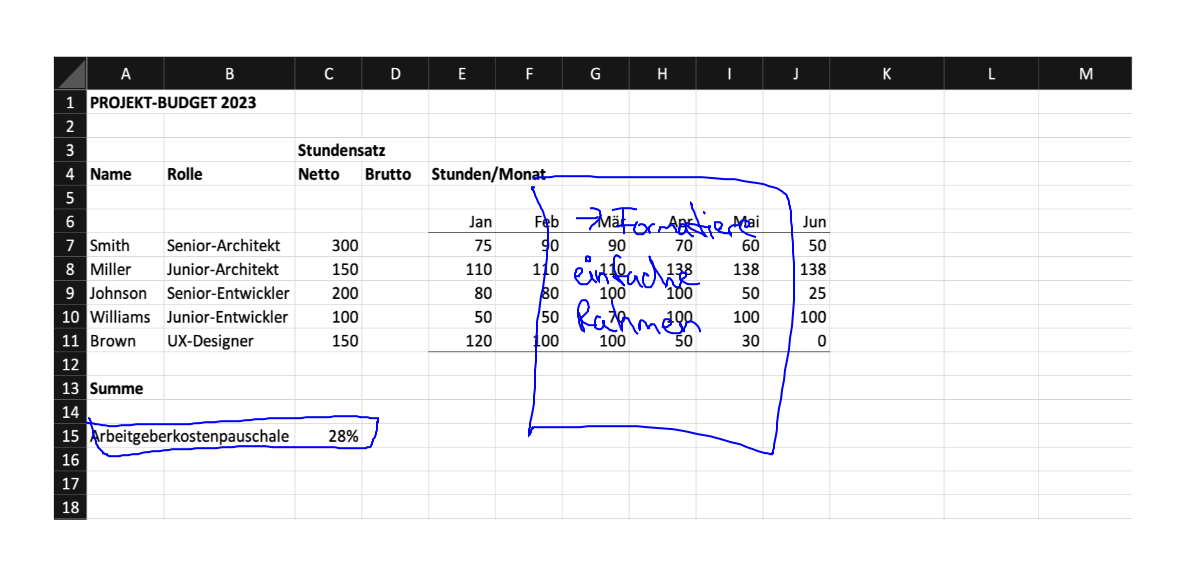 A B C D E F G H I J K L M
1 PROJEKT-BUDGET 2023
2
3 Stundensatz
4 Name Rolle Netto Brutto Stunden/Monat
5
6 Jan Feb Mär Apr Mai Jun
→ Formatiere
7 Smith Senior-Architekt 300 75 90 90 70 60 50
8 Miller Junior-Architekt 150 110 110 110 138 138 138
einfache
9 Johnson Senior-Entwickler 200 80 80 100 100 50 25
10 Williams Junior-Entwickler 100 50 50 70 100 100 100
Rahmen
11 Brown UX-Designer 150 120 100 100 50 30 0
12
13 Summe
14
15 Arbeitgeberkostenpauschale 28%
16
17
18